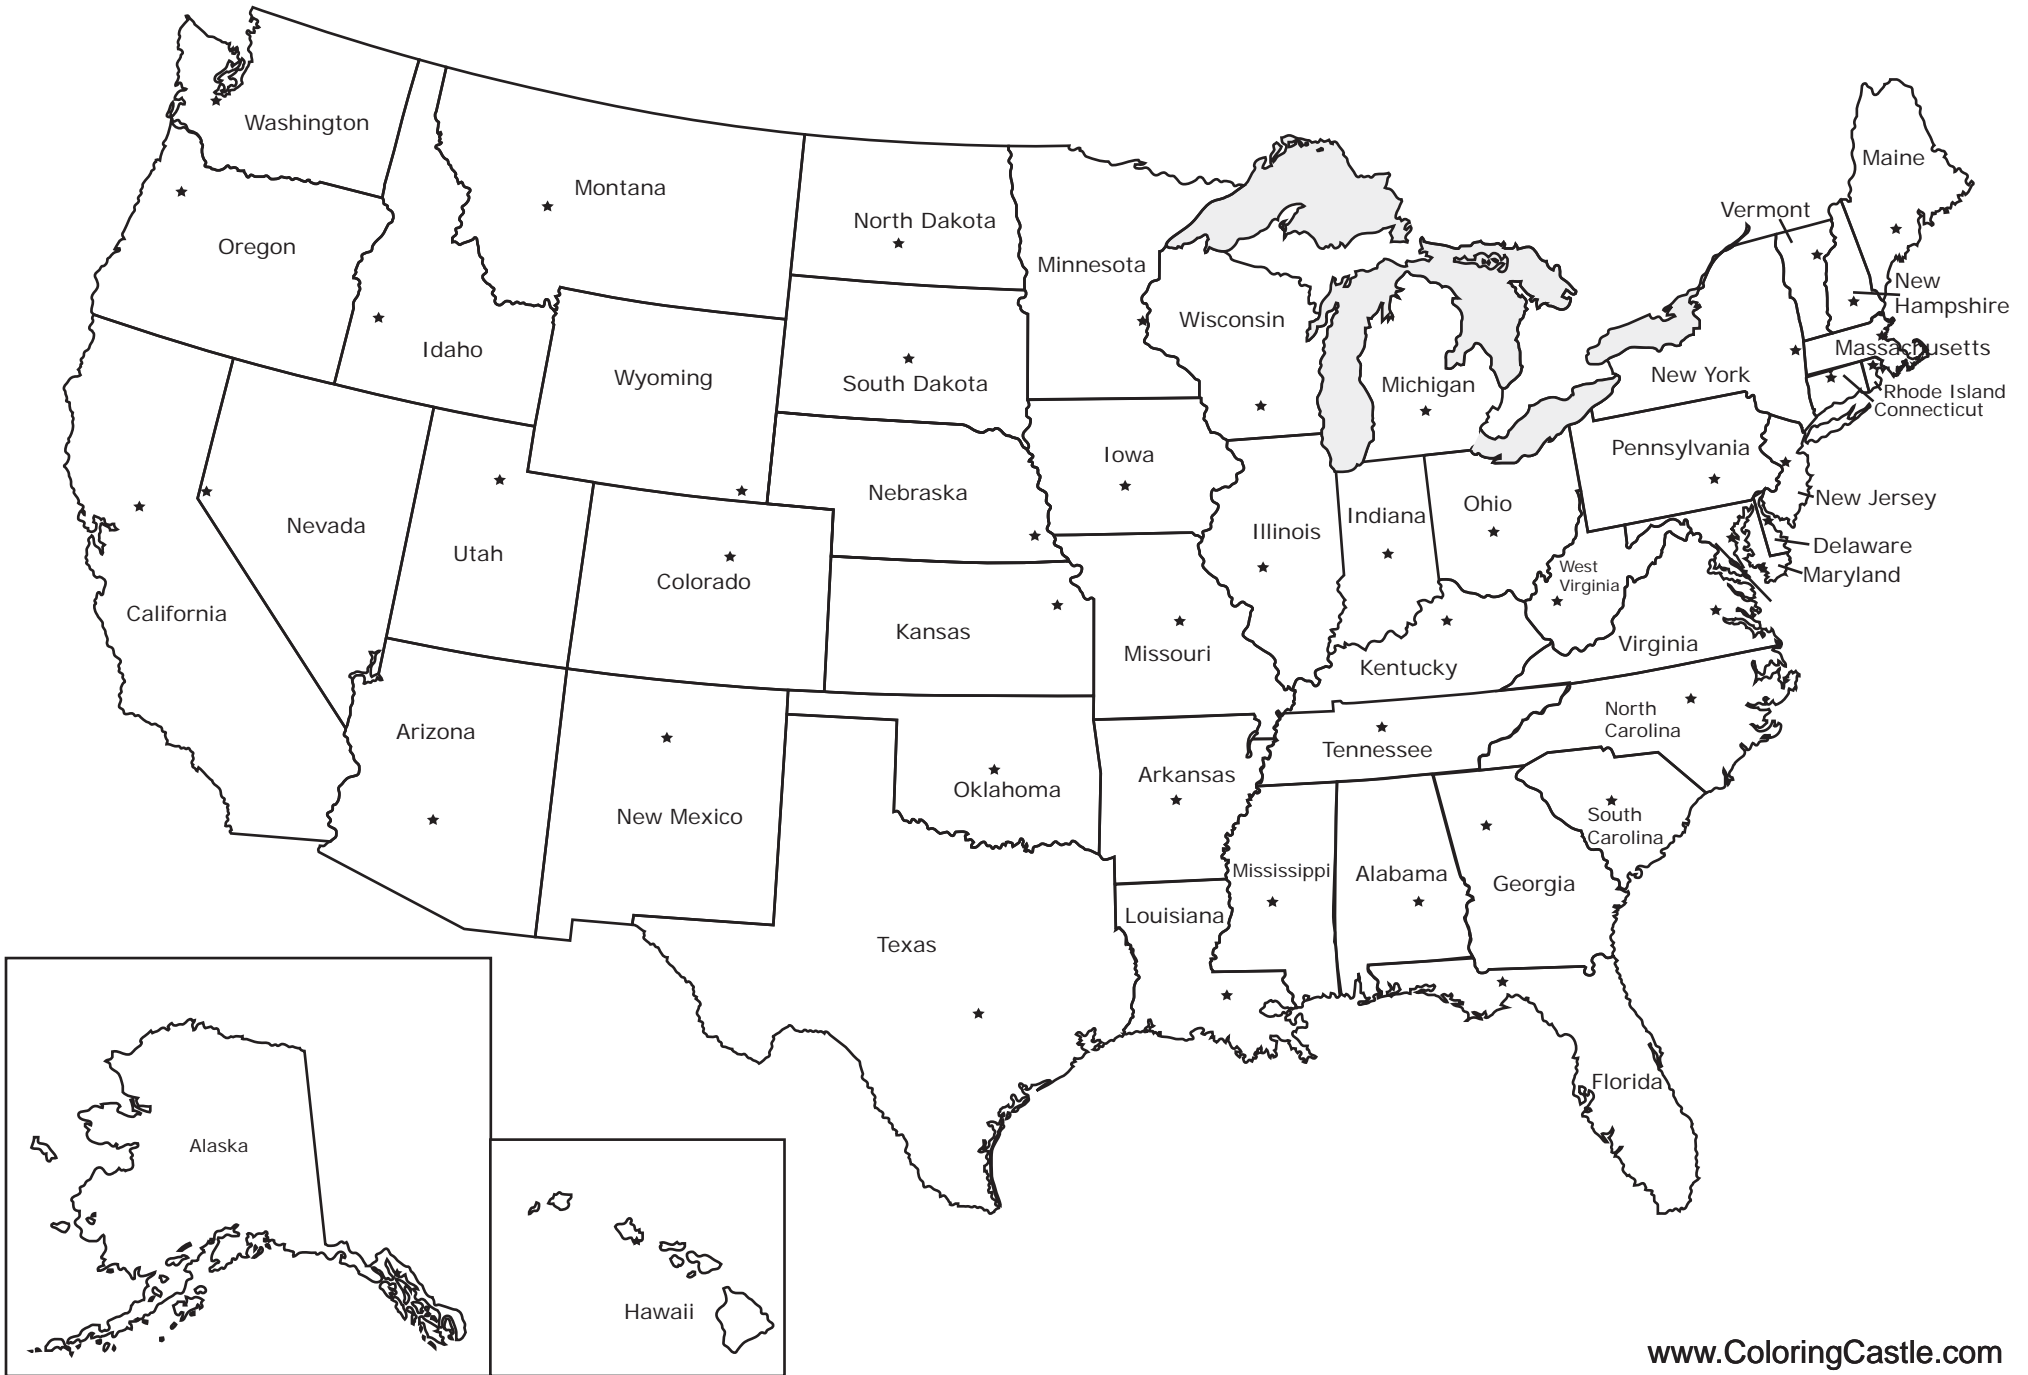 Washington
Montana
Maine
North Dakota
Vermont
Oregon
Minnesota
New
Hampshire
Wisconsin
Idaho
Massachusetts
Wyoming
South Dakota
Michigan
New York
Rhode Island
Connecticut
Pennsylvania
Iowa
Nebraska
New Jersey
Ohio
Indiana
Illinois
Nevada
Utah
Delaware
Colorado
West
Virginia
Maryland
California
Kansas
Virginia
Missouri
Kentucky
North
Carolina
Arizona
Tennessee
Arkansas
Oklahoma
New Mexico
South
Carolina
Mississippi
Alabama
Georgia
Louisiana
Texas
Florida
Alaska
Hawaii
www.ColoringCastle.com